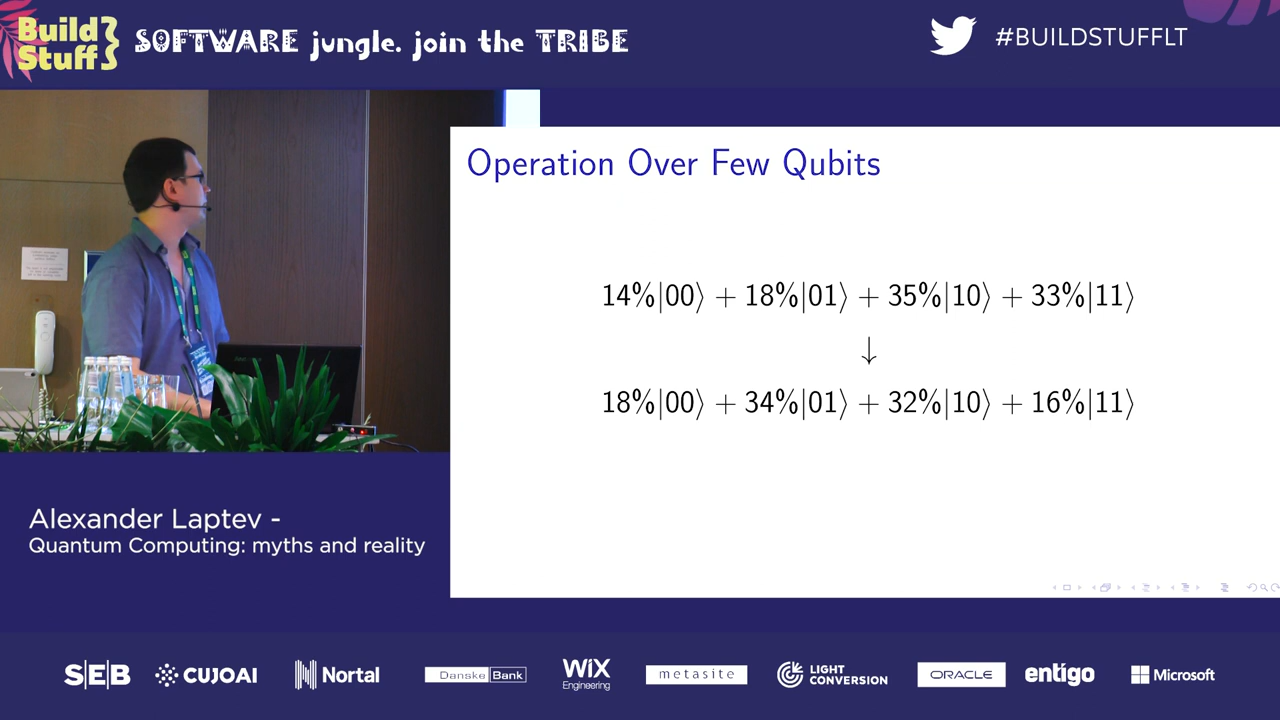 Build
Stuff}
SOFTWARE jungle. join the TRIBE
#BUILDSTUFFLT
Operation Over Few Qubits
14%|00⟩ + 18%|01⟩ + 35%|10⟩ + 33%|11⟩
↓
18%|00⟩ + 34%|01⟩ + 32%|10⟩ + 16%|11⟩
Alexander Laptev -
Quantum Computing: myths and reality
S|E|B
CUJOAI
Nortal
Danske Bank
WiX
Engineering
metasite
LIGHT
CONVERSION
ORACLE
entigo
Microsoft